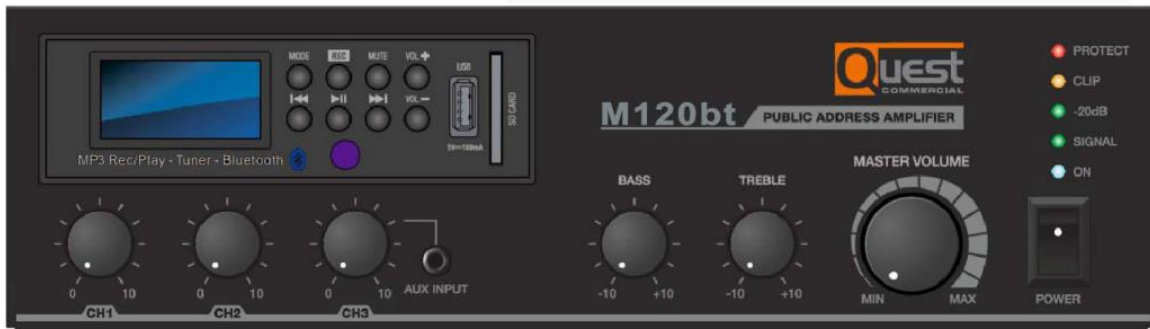 MODE REC MUTE VOL +
VOL -
USB
5V⎓100mA
SD CARD
MP3 Rec/Play - Tuner - Bluetooth
Quest
COMMERCIAL
M120bt PUBLIC ADDRESS AMPLIFIER
PROTECT
CLIP
-20dB
SIGNAL
ON
BASS
-10 +10
TREBLE
-10 +10
MASTER VOLUME
MIN MAX
POWER
0 10
CH1
0 10
CH2
0 10
CH3
AUX INPUT